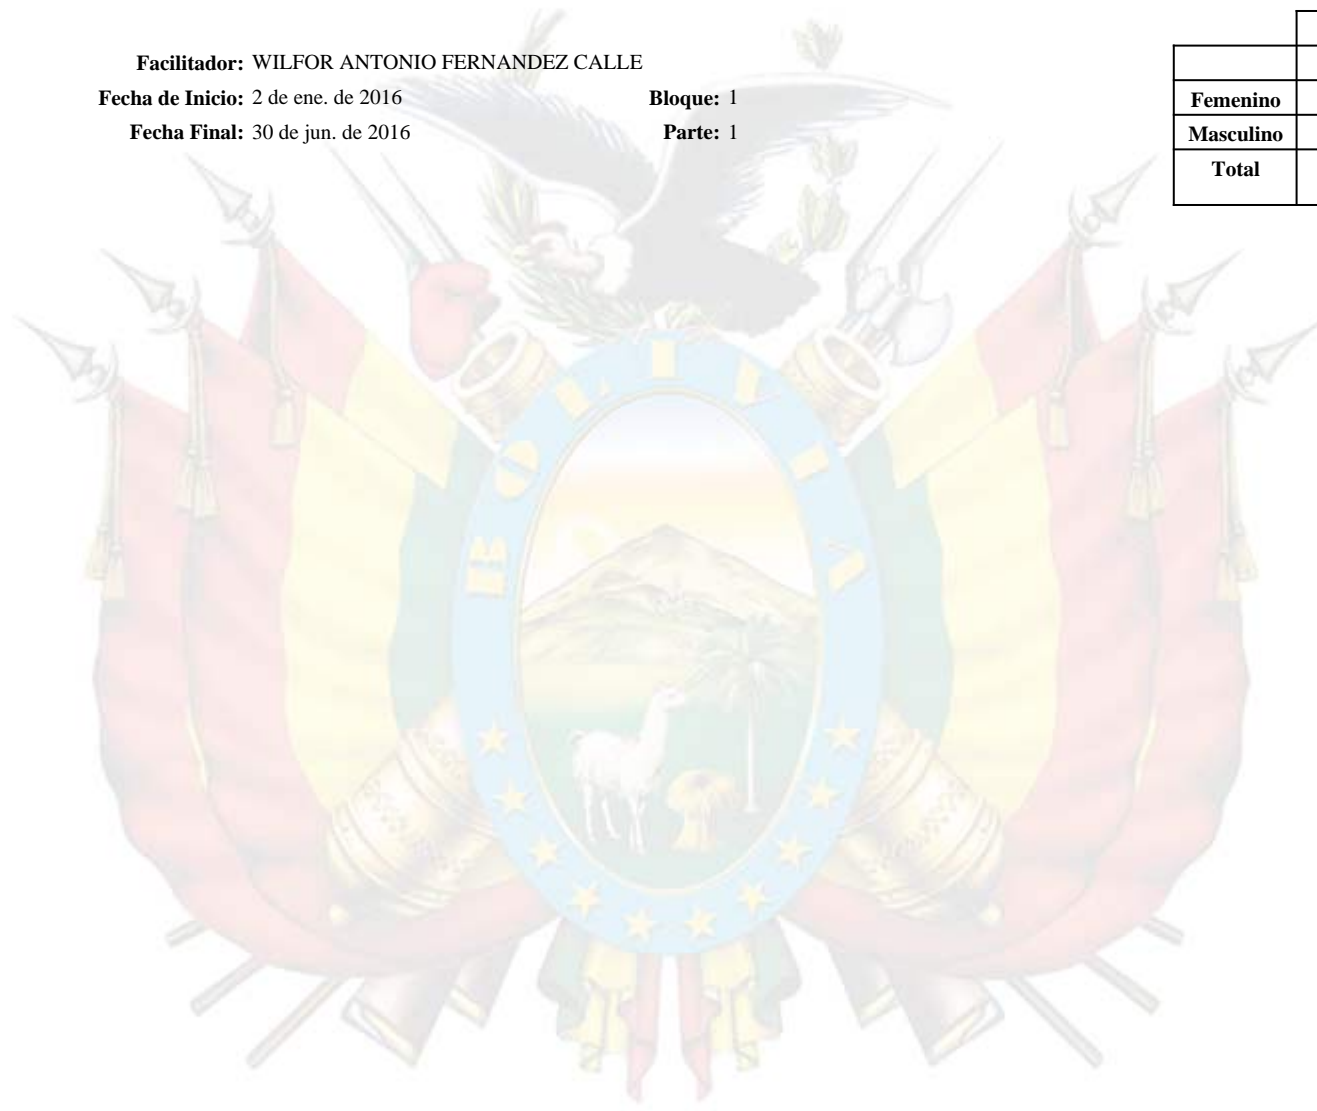 Facilitador: WILFOR ANTONIO FERNANDEZ CALLE
Fecha de Inicio: 2 de ene. de 2016 Bloque: 1
Fecha Final: 30 de jun. de 2016 Parte: 1
Femenino
Masculino
Total
BOLIVIA